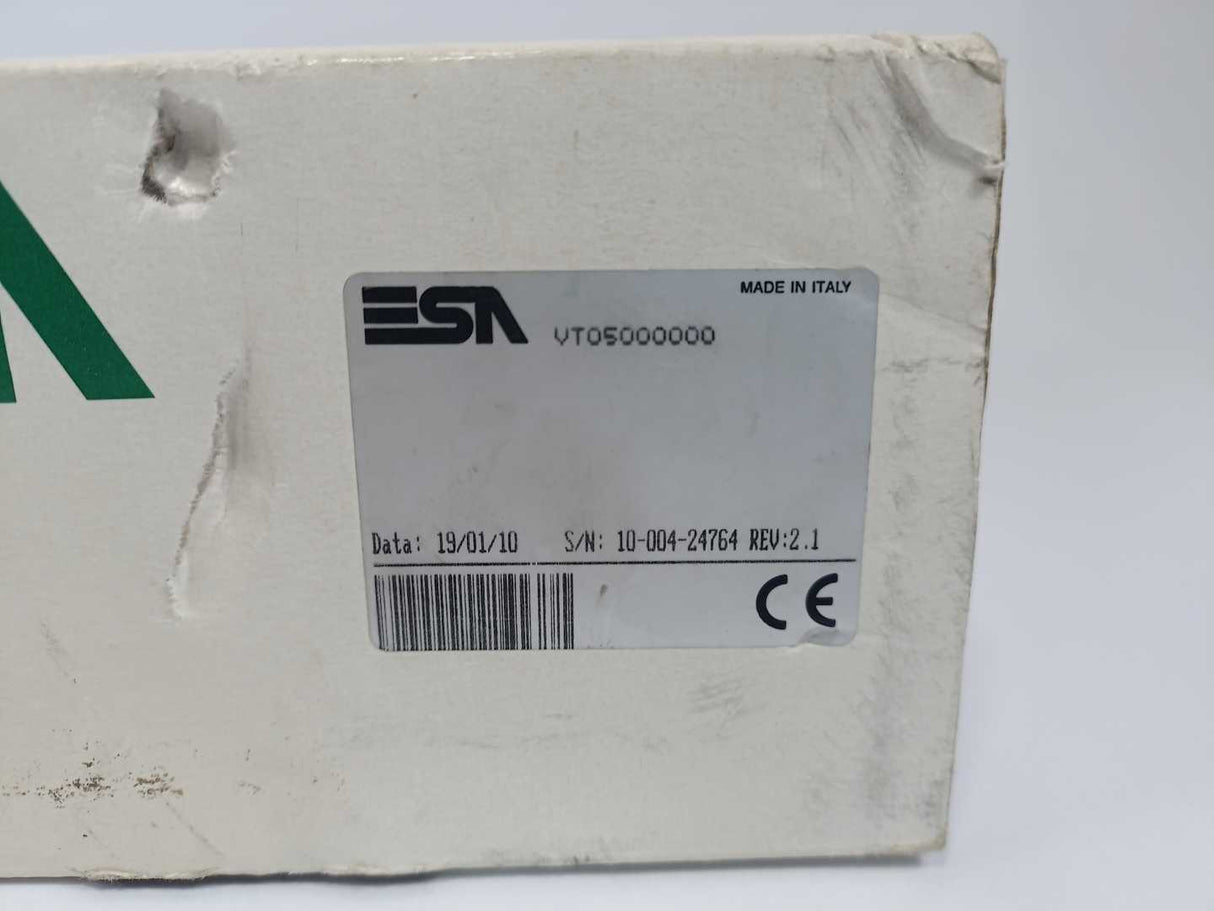 MADE IN ITALY
ESA VT05000000
Data: 19/01/10 S/N: 10-004-24764 REV:2.1
CE